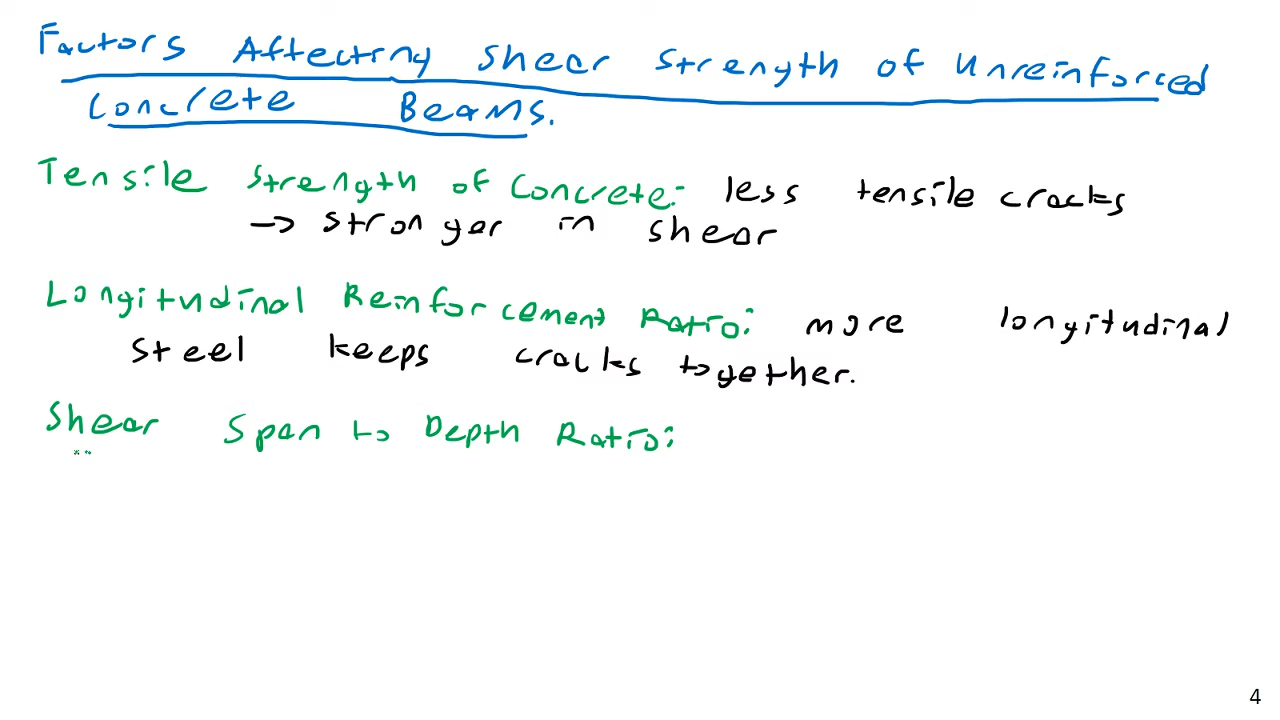 Factors Affecting Shear Strength of Unreinforced
Concrete Beams.
Tensile Strength of Concrete: less tensile cracks
→ stronger in shear
Longitudinal Reinforcement Ratio: more longitudinal
steel keeps cracks together.
Shear Span to Depth Ratio:
4